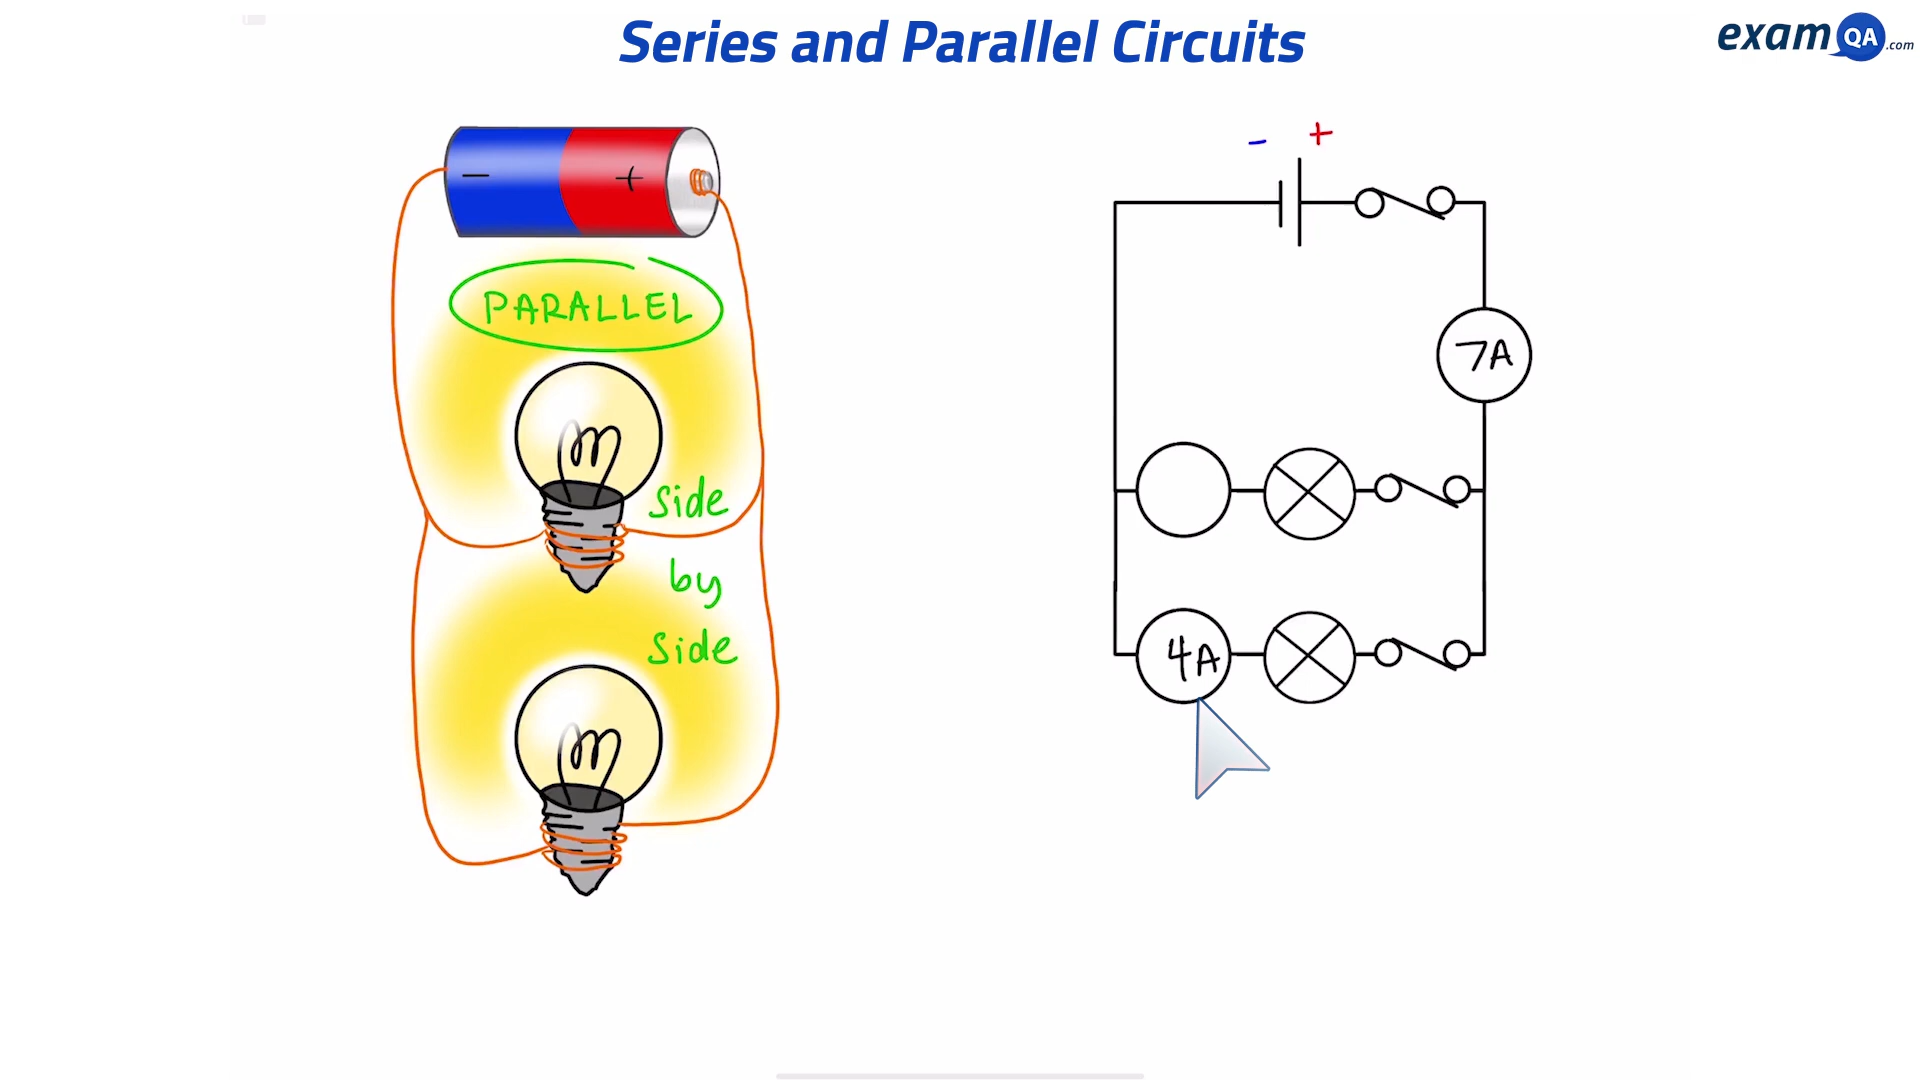 Series and Parallel Circuits
examQA.com
- +
- +
PARALLEL
7A
side
by
side
4A